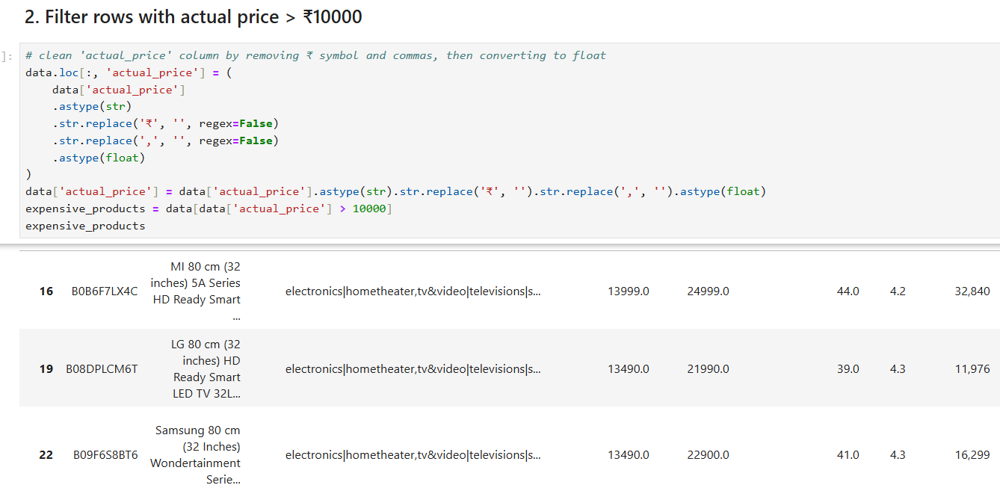 2. Filter rows with actual price > ₹10000
]:
# clean 'actual_price' column by removing ₹ symbol and commas, then converting to float
data.loc[:, 'actual_price'] = (
    data['actual_price']
    .astype(str)
    .str.replace('₹', '', regex=False)
    .str.replace(',', '', regex=False)
    .astype(float)
)
data['actual_price'] = data['actual_price'].astype(str).str.replace('₹', '').str.replace(',', '').astype(float)
expensive_products = data[data['actual_price'] > 10000]
expensive_products
MI 80 cm (32
inches) 5A Series
16 B0B6F7LX4C HD Ready Smart electronics|hometheater,tv&video|televisions|s... 13999.0 24999.0 44.0 4.2 32,840
...
LG 80 cm (32
inches) HD
19 B08DPLCM6T Ready Smart electronics|hometheater,tv&video|televisions|s... 13490.0 21990.0 39.0 4.3 11,976
LED TV 32L...
Samsung 80 cm
(32 Inches)
22 B09F6S8BT6 Wondertainment electronics|hometheater,tv&video|televisions|s... 13490.0 22900.0 41.0 4.3 16,299
Serie...